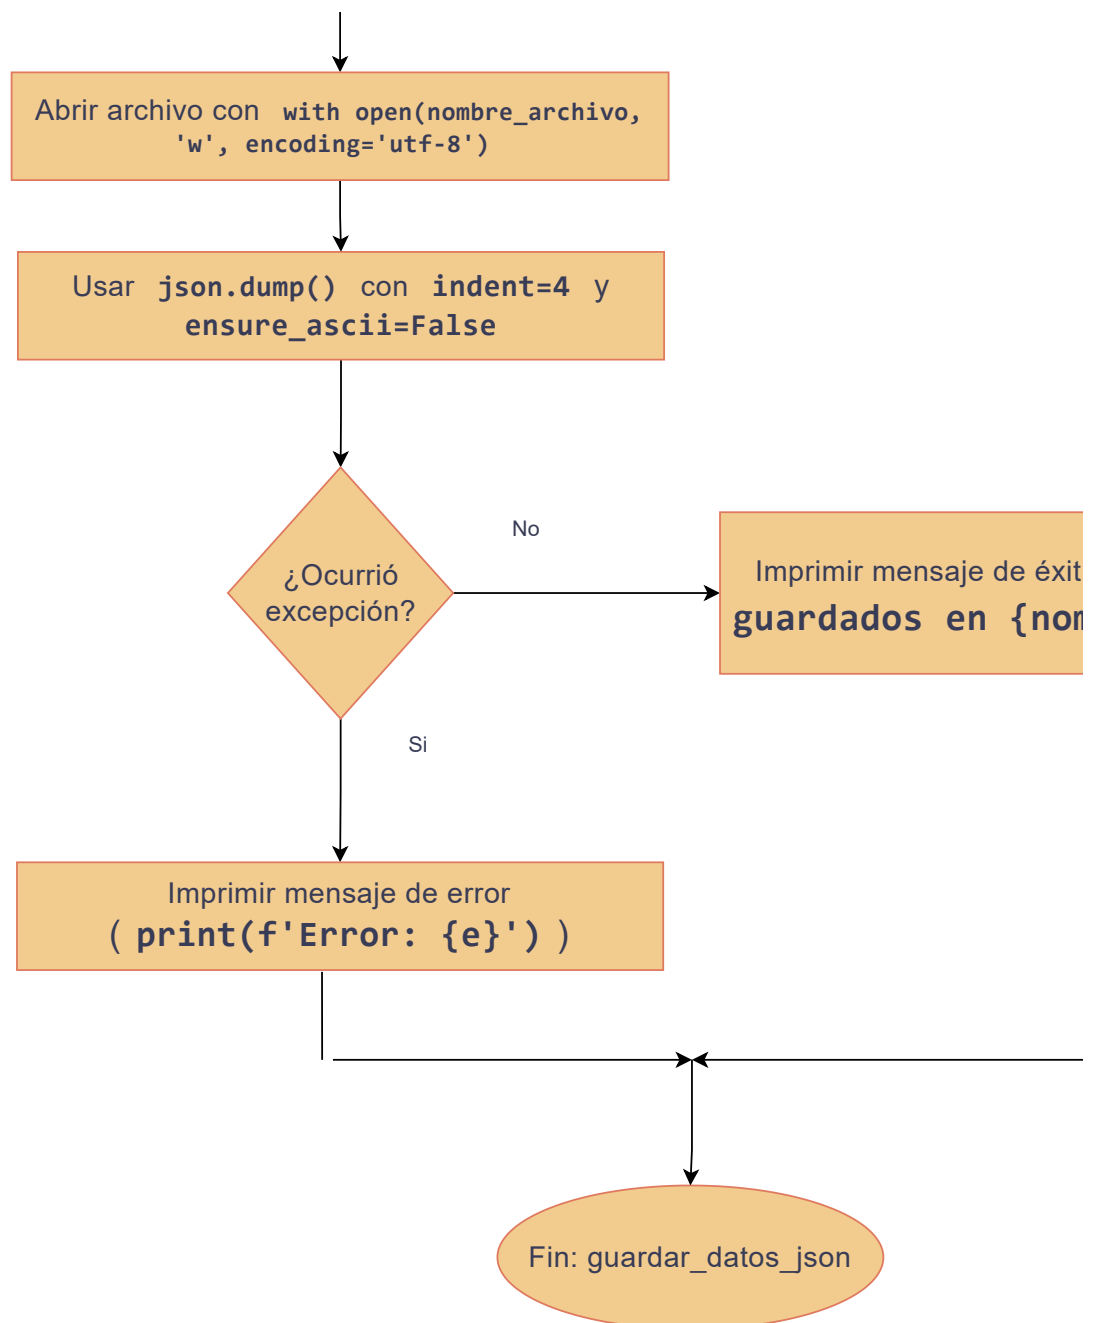 Abrir archivo con with open(nombre_archivo,
'w', encoding='utf-8')
Usar json.dump() con indent=4 y
ensure_ascii=False
¿Ocurrió
excepción?
No
Imprimir mensaje de éxit
guardados en {nom
Si
Imprimir mensaje de error
( print(f'Error: {e}') )
Fin: guardar_datos_json